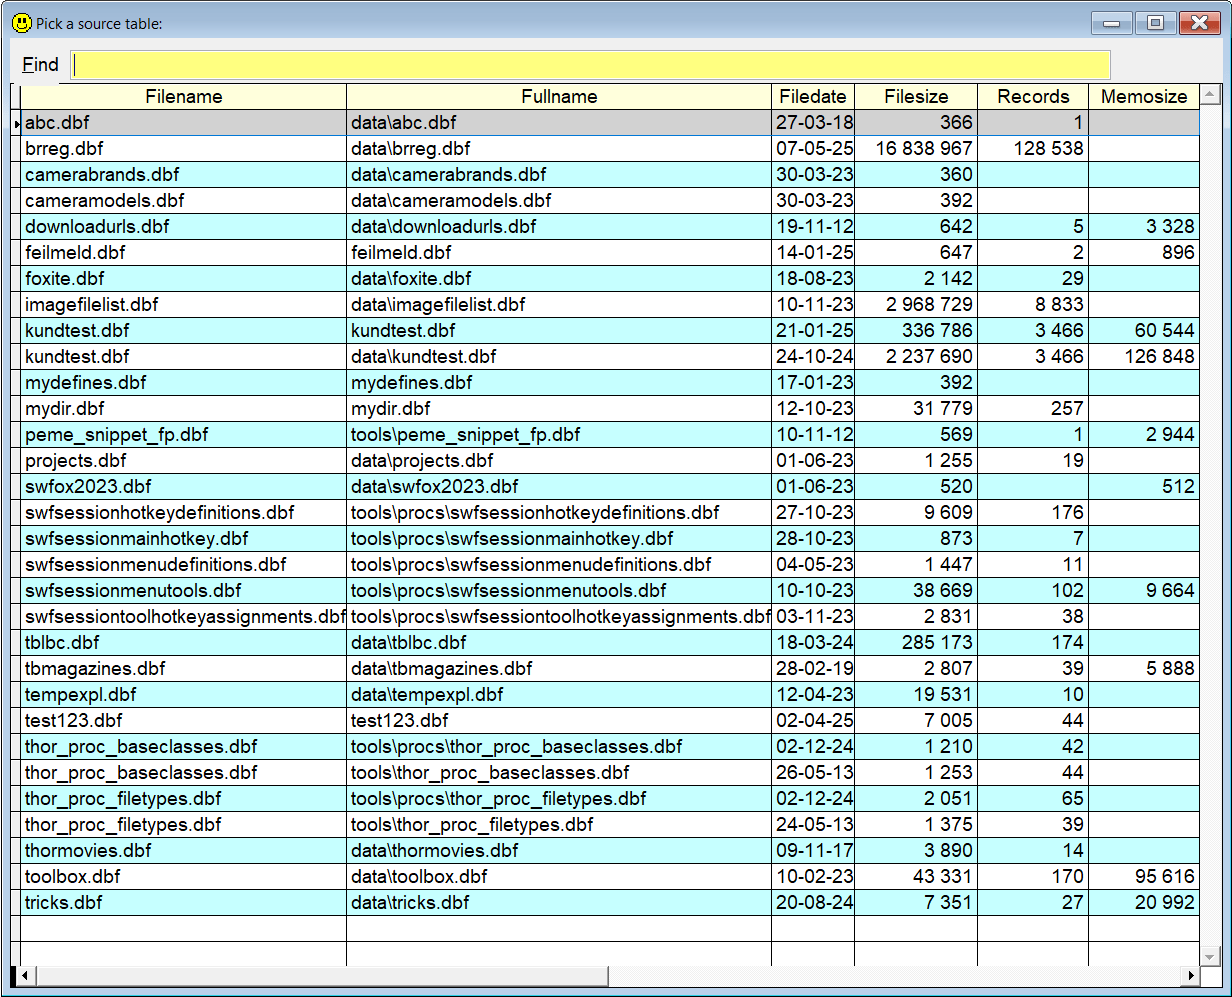 Pick a source table:
Find
Filename Fullname Filedate Filesize Records Memosize
abc.dbf data\abc.dbf 27-03-18 366 1
brreg.dbf data\brreg.dbf 07-05-25 16 838 967 128 538
camerabrands.dbf data\camerabrands.dbf 30-03-23 360
cameramodels.dbf data\cameramodels.dbf 30-03-23 392
downloadurls.dbf data\downloadurls.dbf 19-11-12 642 5 3 328
feilmeld.dbf feilmeld.dbf 14-01-25 647 2 896
foxite.dbf data\foxite.dbf 18-08-23 2 142 29
imagefilelist.dbf data\imagefilelist.dbf 10-11-23 2 968 729 8 833
kundtest.dbf kundtest.dbf 21-01-25 336 786 3 466 60 544
kundtest.dbf data\kundtest.dbf 24-10-24 2 237 690 3 466 126 848
mydefines.dbf mydefines.dbf 17-01-23 392
mydir.dbf mydir.dbf 12-10-23 31 779 257
peme_snippet_fp.dbf tools\peme_snippet_fp.dbf 10-11-12 569 1 2 944
projects.dbf data\projects.dbf 01-06-23 1 255 19
swfox2023.dbf data\swfox2023.dbf 01-06-23 520 512
swfsessionhotkeydefinitions.dbf tools\procs\swfsessionhotkeydefinitions.dbf 27-10-23 9 609 176
swfsessionmainhotkey.dbf tools\procs\swfsessionmainhotkey.dbf 28-10-23 873 7
swfsessionmenudefinitions.dbf tools\procs\swfsessionmenudefinitions.dbf 04-05-23 1 447 11
swfsessionmenutools.dbf tools\procs\swfsessionmenutools.dbf 10-10-23 38 669 102 9 664
swfsessiontoolhotkeyassignments.dbf tools\procs\swfsessiontoolhotkeyassignments.dbf 03-11-23 2 831 38
tblbc.dbf data\tblbc.dbf 18-03-24 285 173 174
tbmagazines.dbf data\tbmagazines.dbf 28-02-19 2 807 39 5 888
tempexpl.dbf data\tempexpl.dbf 12-04-23 19 531 10
test123.dbf test123.dbf 02-04-25 7 005 44
thor_proc_baseclasses.dbf tools\procs\thor_proc_baseclasses.dbf 02-12-24 1 210 42
thor_proc_baseclasses.dbf tools\thor_proc_baseclasses.dbf 26-05-13 1 253 44
thor_proc_filetypes.dbf tools\procs\thor_proc_filetypes.dbf 02-12-24 2 051 65
thor_proc_filetypes.dbf tools\thor_proc_filetypes.dbf 24-05-13 1 375 39
thormovies.dbf data\thormovies.dbf 09-11-17 3 890 14
toolbox.dbf data\toolbox.dbf 10-02-23 43 331 170 95 616
tricks.dbf data\tricks.dbf 20-08-24 7 351 27 20 992